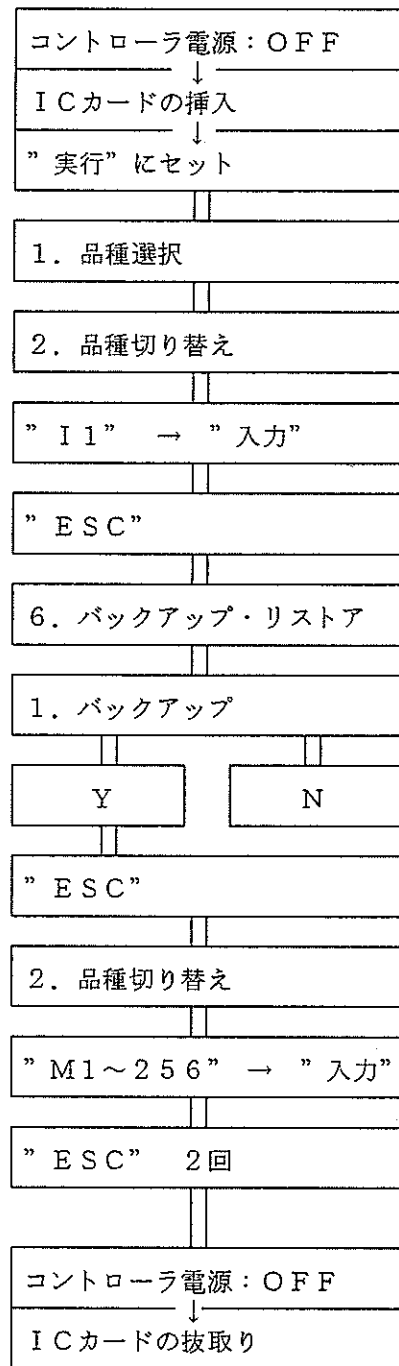 コントローラ電源：ＯＦＦ
↓
ＩＣカードの挿入
↓
”実行”にセット
１．品種選択
２．品種切り替え
”Ｉ１” → ”入力”
”ＥＳＣ”
６．バックアップ・リストア
１．バックアップ
Ｙ Ｎ
”ＥＳＣ”
２．品種切り替え
”Ｍ１～２５６” → ”入力”
”ＥＳＣ” ２回
コントローラ電源：ＯＦＦ
↓
ＩＣカードの抜取り